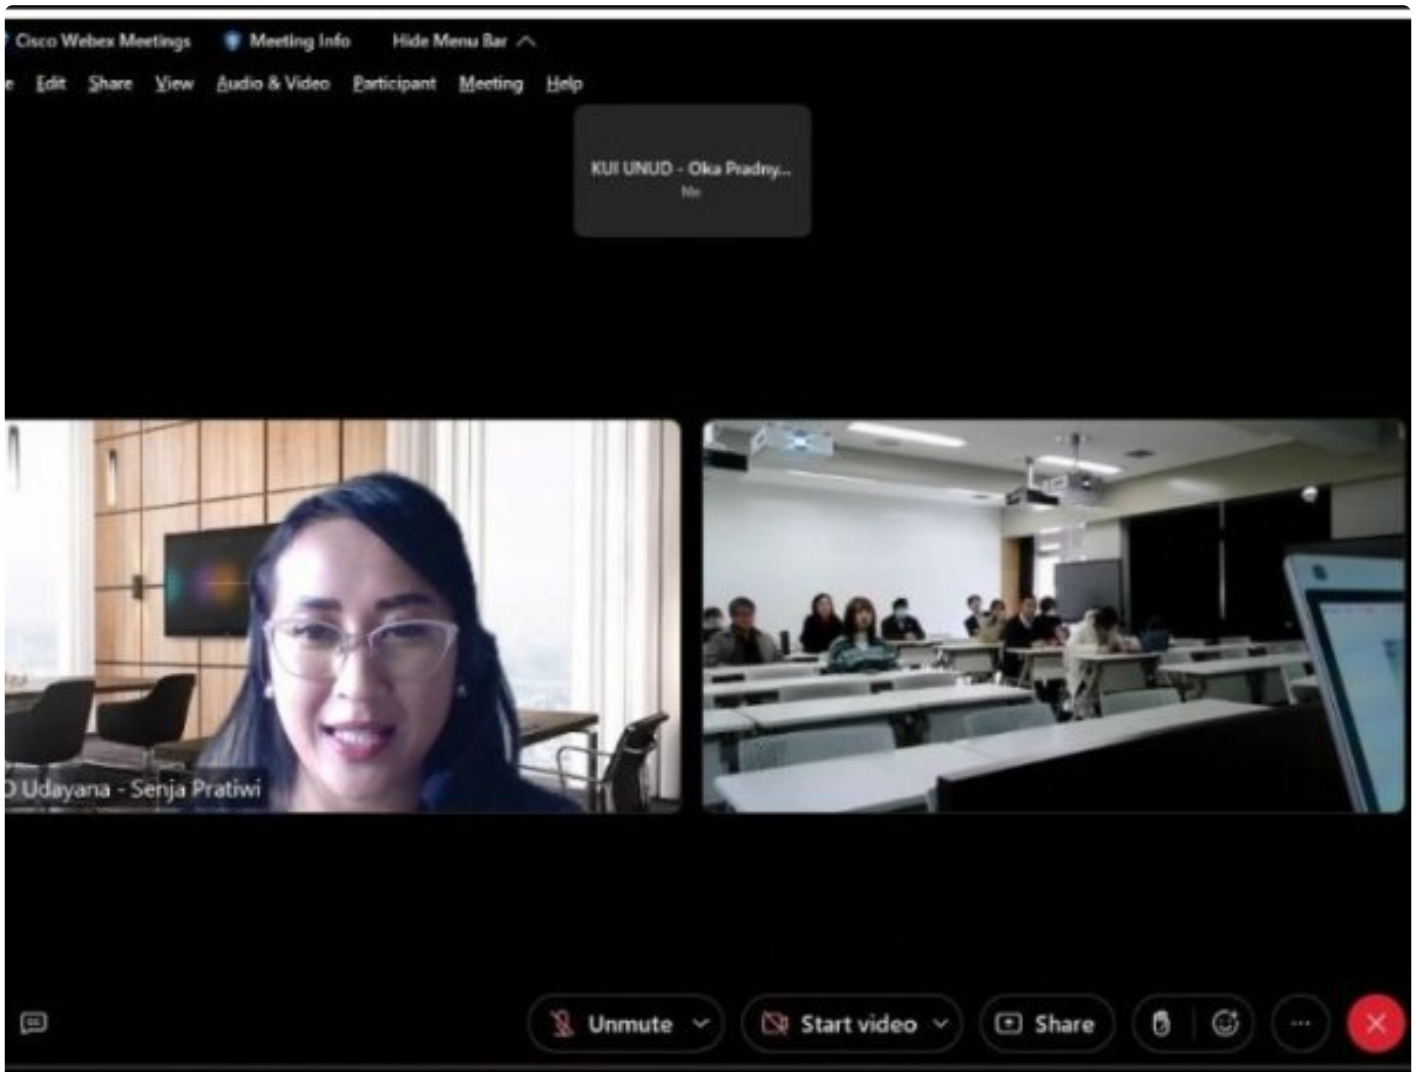 Cisco Webex Meetings Meeting Info Hide Menu Bar
Edit Share View Audio & Video Participant Meeting Help
KUI UNUD - Oka Pradny...
Me
Udayana - Senja Pratiwi
Unmute Start video Share